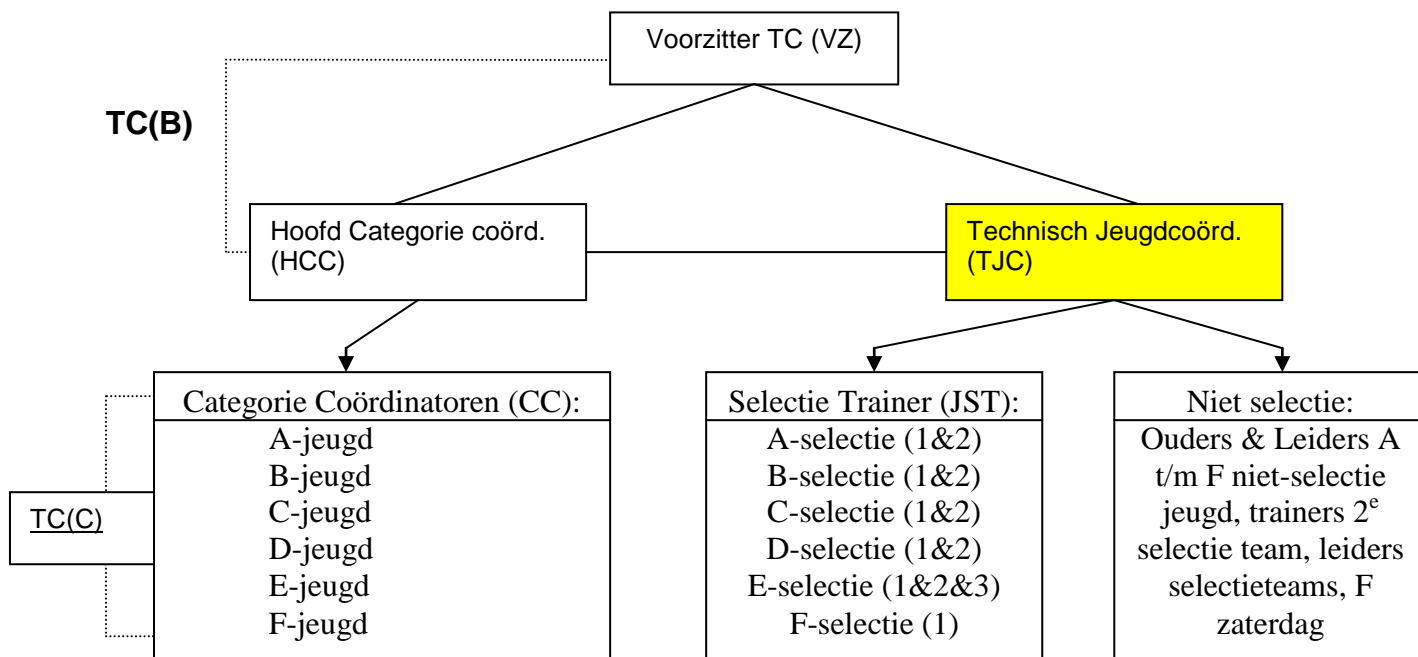 Voorzitter TC (VZ)
TC(B)
Hoofd Categorie coörd.
(HCC)
Technisch Jeugdcoörd.
(TJC)
Categorie Coördinatoren (CC):
A-jeugd
B-jeugd
C-jeugd
D-jeugd
E-jeugd
F-jeugd
TC(C)
Selectie Trainer (JST):
A-selectie (1&2)
B-selectie (1&2)
C-selectie (1&2)
D-selectie (1&2)
E-selectie (1&2&3)
F-selectie (1)
Niet selectie:
Ouders & Leiders A
t/m F niet-selectie
jeugd, trainers 2e
selectie team, leiders
selectieteams, F
zaterdag